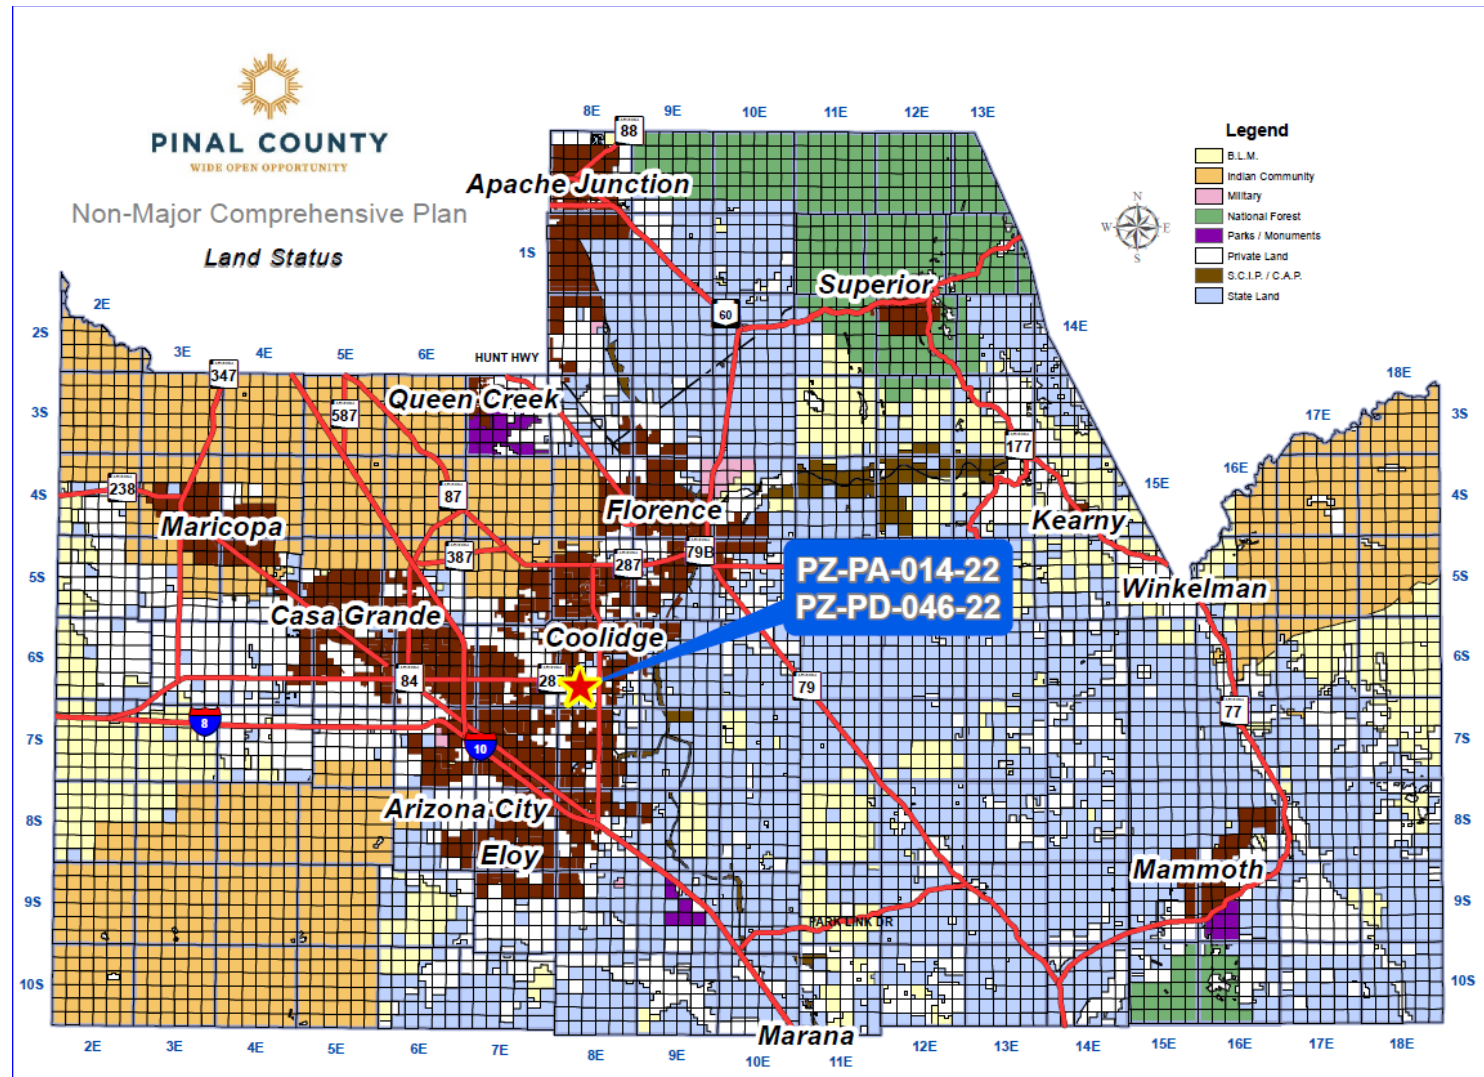 PINAL COUNTY
WIDE OPEN OPPORTUNITY
Non-Major Comprehensive Plan
Land Status
8E 9E 10E 11E 12E 13E
88
Apache Junction
Legend
B.L.M.
Indian Community
Military
National Forest
Parks / Monuments
Private Land
S.C.I.P. / C.A.P.
State Land
N
W E
S
1S
Superior
60
2E
2S
14E
3E 4E 5E 6E
HUNT HWY
347
18E
587
Queen Creek
3S
17E
3S
177
16E
238
87
4S
15E
4S
Florence
Maricopa
Kearny
387
287
79B
5S
PZ-PA-014-22
PZ-PD-046-22
5S
Winkelman
Casa Grande
Coolidge
6S
6S
84
28
79
77
8
10
7S
7S
Arizona City
8S
8S
Eloy
Mammoth
9S
PARK LINK DR
9S
10S
10S
Marana
2E 3E 4E 5E 6E 7E 8E 9E 10E 11E 12E 13E 14E 15E 16E 17E 18E